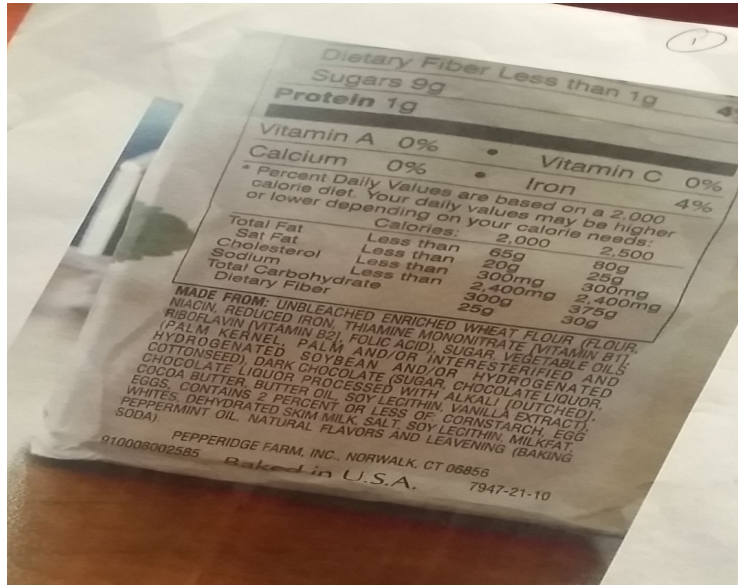 1
Dietary Fiber Less than 1g
Sugars 9g 4
Protein 1g
Vitamin A 0% • Vitamin C 0%
Calcium 0% • Iron 4%
* Percent Daily Values are based on a 2,000
calorie diet. Your daily values may be higher
or lower depending on your calorie needs:
Calories: 2,000 2,500
Total Fat Less than 65g 80g
Sat Fat Less than 20g 25g
Cholesterol Less than 300mg 300mg
Sodium Less than 2,400mg 2,400mg
Total Carbohydrate 300g 375g
Dietary Fiber 25g 30g
MADE FROM: UNBLEACHED ENRICHED WHEAT FLOUR (FLOUR,
NIACIN, REDUCED IRON, THIAMINE MONONITRATE [VITAMIN B1],
RIBOFLAVIN [VITAMIN B2], FOLIC ACID), SUGAR, VEGETABLE OILS
(PALM KERNEL, PALM AND/OR INTERESTERIFIED AND
HYDROGENATED SOYBEAN AND/OR HYDROGENATED
COTTONSEED), DARK CHOCOLATE (SUGAR, CHOCOLATE LIQUOR,
CHOCOLATE LIQUOR PROCESSED WITH ALKALI (DUTCHED),
COCOA BUTTER, BUTTER OIL, SOY LECITHIN, VANILLA EXTRACT),
EGGS, CONTAINS 2 PERCENT OR LESS OF: CORNSTARCH, EGG
WHITES, DEHYDRATED SKIM MILK, SALT, SOY LECITHIN, MILKFAT,
PEPPERMINT OIL, NATURAL FLAVORS AND LEAVENING (BAKING
SODA).
PEPPERIDGE FARM, INC., NORWALK, CT 06856
910008002585 Baked in U.S.A. 7947-21-10